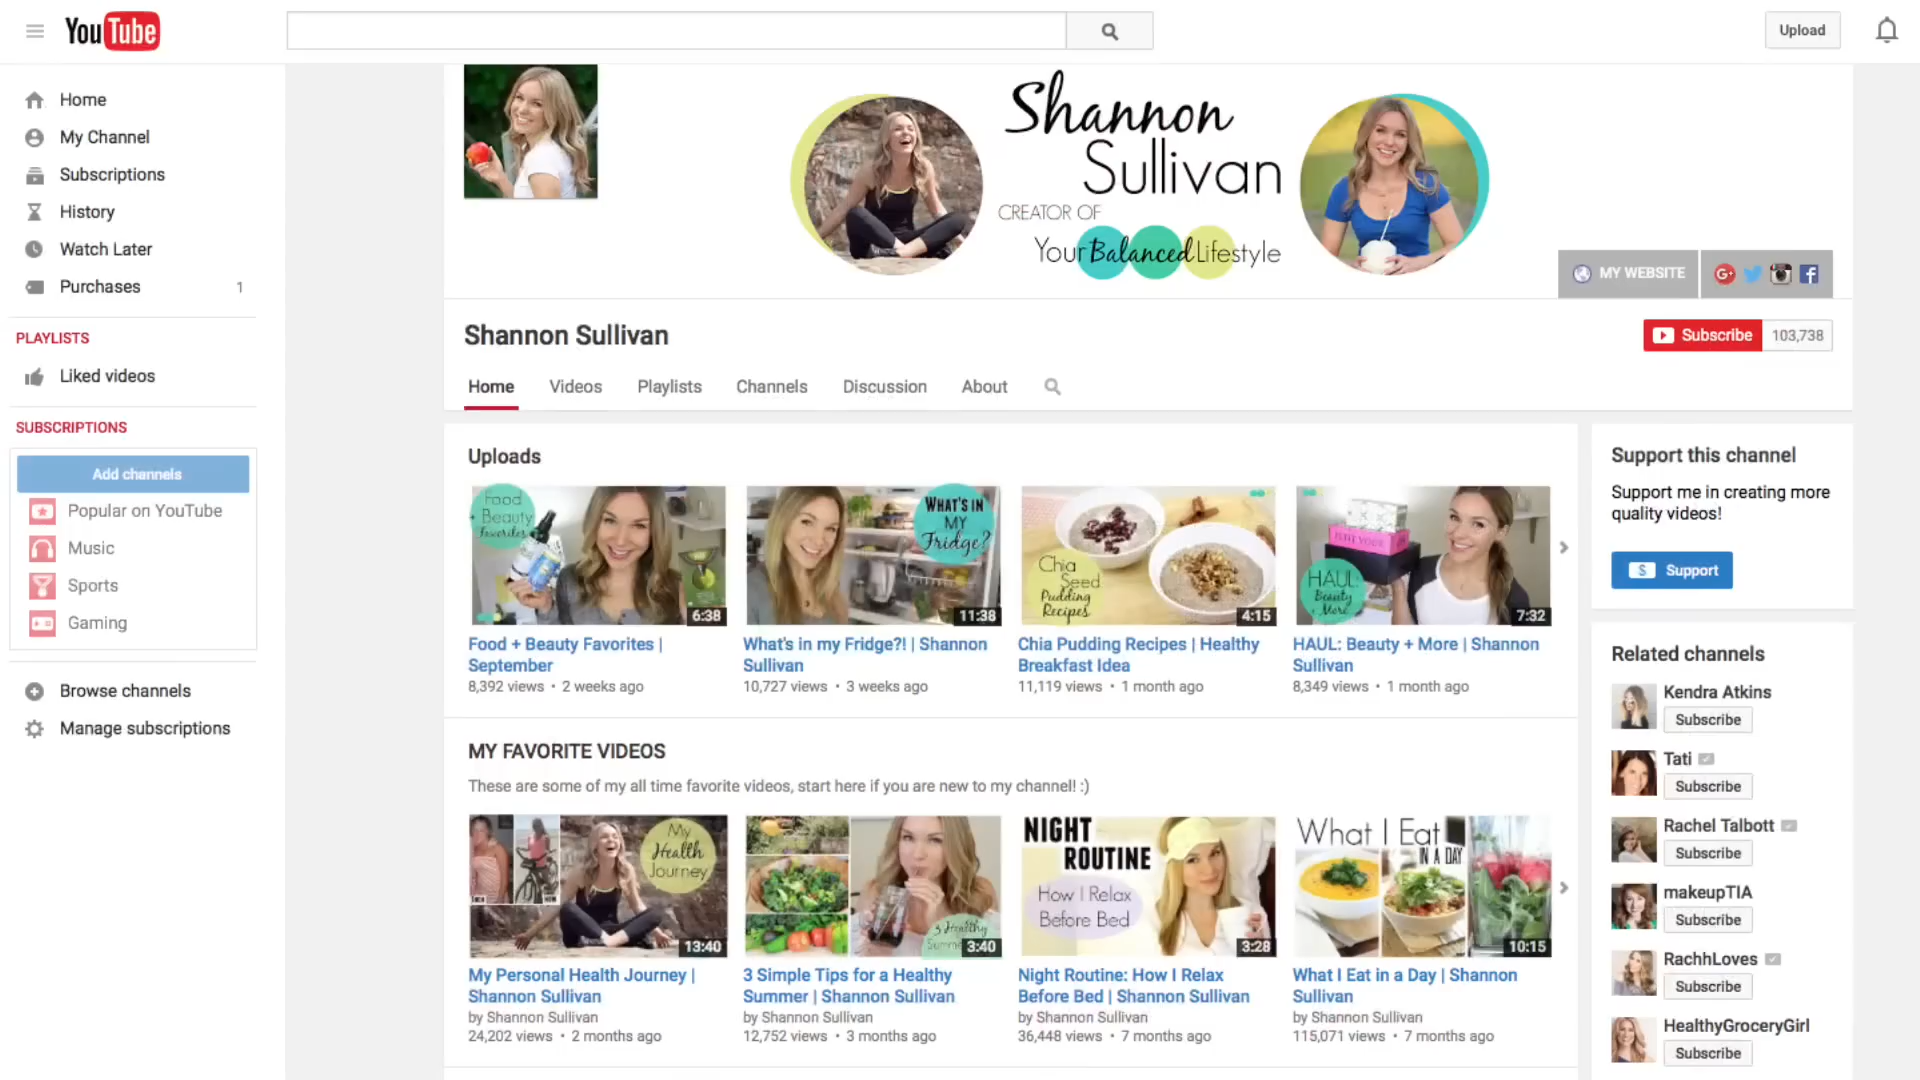 YouTube
Upload
Home
My Channel
Subscriptions
History
Watch Later
Purchases 1
PLAYLISTS
Liked videos
SUBSCRIPTIONS
Add channels
Popular on YouTube
Music
Sports
Gaming
Browse channels
Manage subscriptions
Shannon
Sullivan
CREATOR OF
YourBalancedLifestyle
MY WEBSITE
Shannon Sullivan
Subscribe 103,738
Home Videos Playlists Channels Discussion About
Uploads
Food
+ Beauty
Favorites
6:38
WHAT'S IN
MY
Fridge?
11:38
Chia
Seed
Pudding
Recipes
4:15
HAUL:
Beauty
+ More
7:32
Food + Beauty Favorites |
September
8,392 views • 2 weeks ago
What's in my Fridge?! | Shannon
Sullivan
10,727 views • 3 weeks ago
Chia Pudding Recipes | Healthy
Breakfast Idea
11,119 views • 1 month ago
HAUL: Beauty + More | Shannon
Sullivan
8,349 views • 1 month ago
MY FAVORITE VIDEOS
These are some of my all time favorite videos, start here if you are new to my channel! :)
My
Health
Journey
13:40
3 Healthy
3:40
NIGHT
ROUTINE
How I Relax
Before Bed
3:28
What I Eat
IN A DAY
10:15
My Personal Health Journey |
Shannon Sullivan
by Shannon Sullivan
24,202 views • 2 months ago
3 Simple Tips for a Healthy
Summer | Shannon Sullivan
by Shannon Sullivan
12,752 views • 3 months ago
Night Routine: How I Relax
Before Bed | Shannon Sullivan
by Shannon Sullivan
36,448 views • 7 months ago
What I Eat in a Day | Shannon
Sullivan
by Shannon Sullivan
115,071 views • 7 months ago
Support this channel
Support me in creating more
quality videos!
$ Support
Related channels
Kendra Atkins
Subscribe
Tati
Subscribe
Rachel Talbott
Subscribe
makeupTIA
Subscribe
RachhLoves
Subscribe
HealthyGroceryGirl
Subscribe